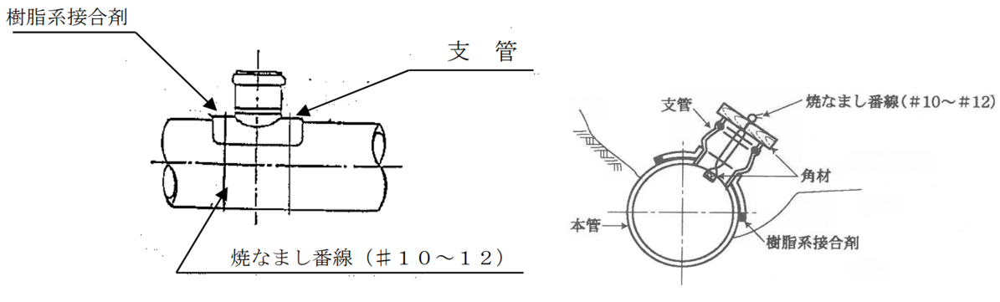 樹脂系接合剤
支　管
焼なまし番線（＃１０～１２）
支管
焼なまし番線(＃10～＃12)
角材
本管
樹脂系接合剤